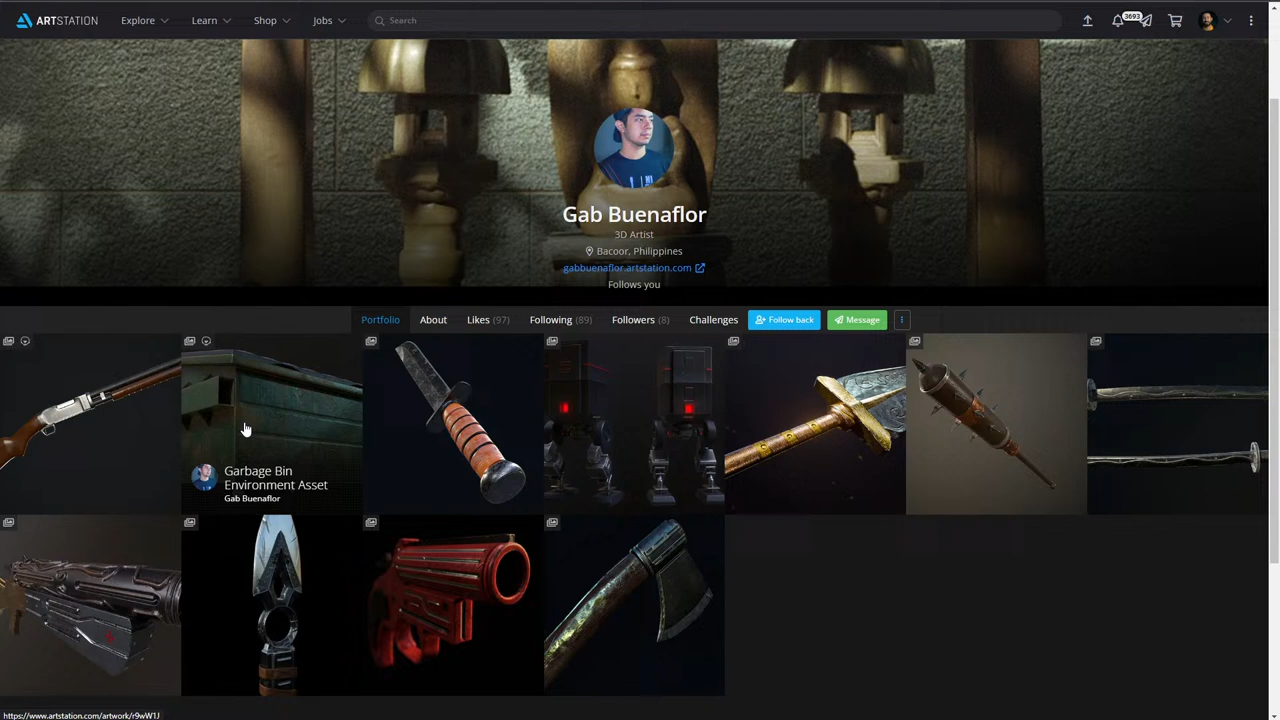 ARTSTATION
Explore
Learn
Shop
Jobs
Search
3693
Gab Buenaflor
3D Artist
Bacoor, Philippines
gabbuenaflor.artstation.com
Follows you
Portfolio
About
Likes (97)
Following (89)
Followers (8)
Challenges
Follow back
Message
Garbage Bin
Environment Asset
Gab Buenaflor
https://www.artstation.com/artwork/r9wW1J